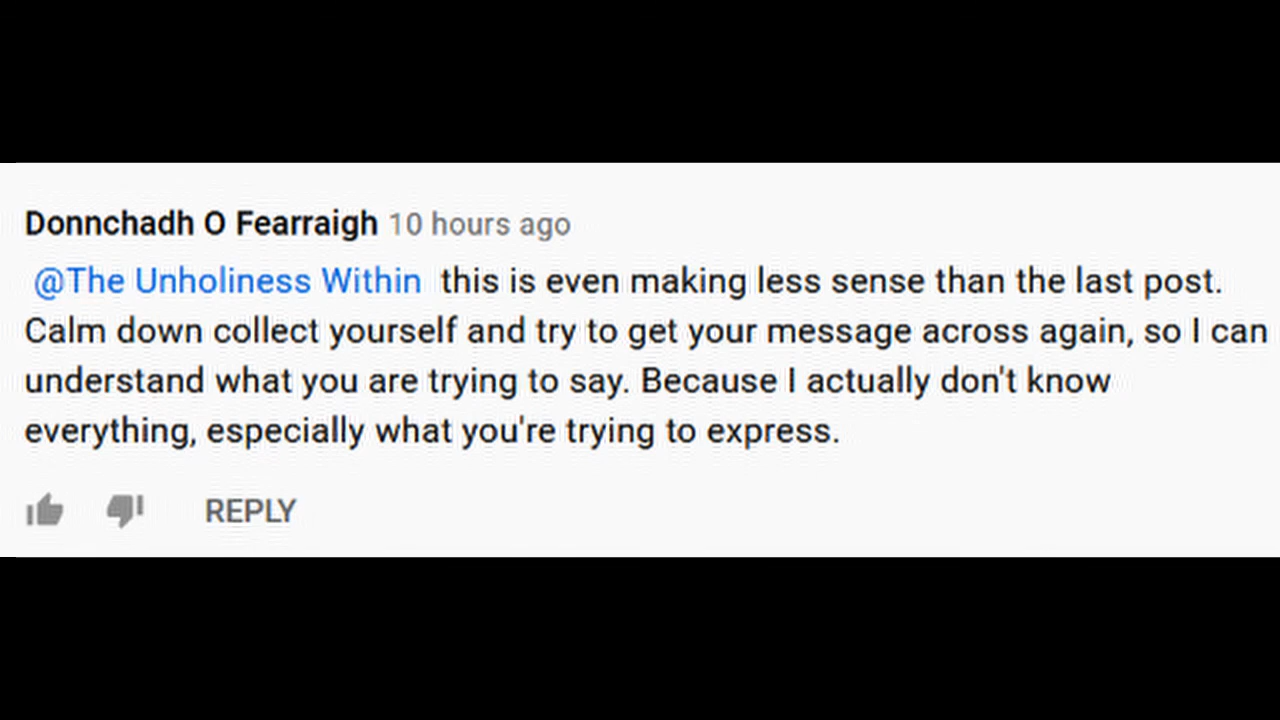 Donnchadh O Fearraigh 10 hours ago
@The Unholiness Within this is even making less sense than the last post.
Calm down collect yourself and try to get your message across again, so I can
understand what you are trying to say. Because I actually don't know
everything, especially what you're trying to express.
REPLY